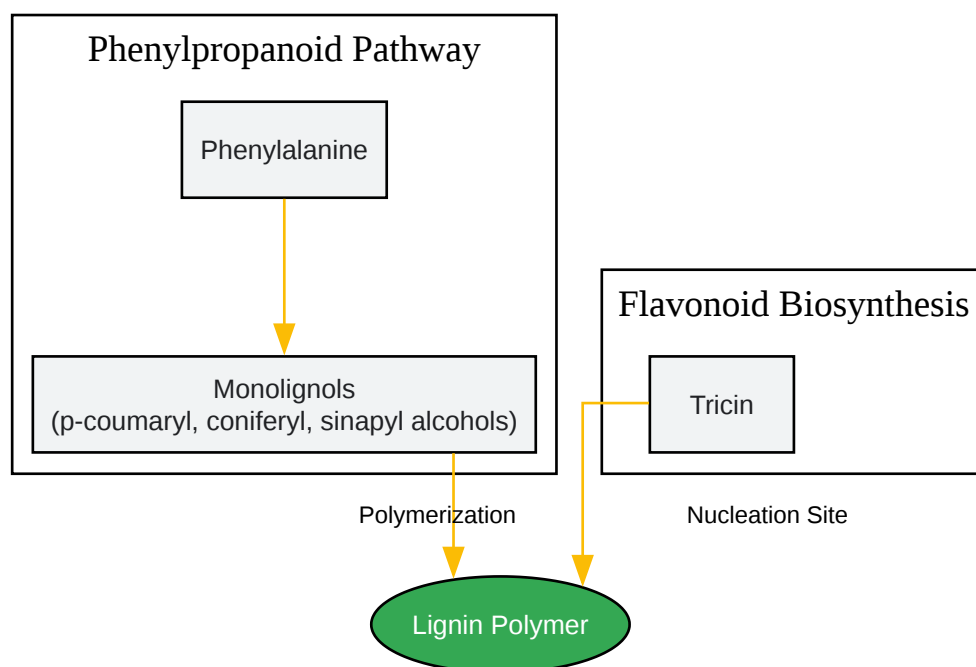 Phenylpropanoid Pathway
Phenylalanine
Monolignols
(p-coumaryl, coniferyl, sinapyl alcohols)
Flavonoid Biosynthesis
Tricin
Polymerization
Nucleation Site
Lignin Polymer